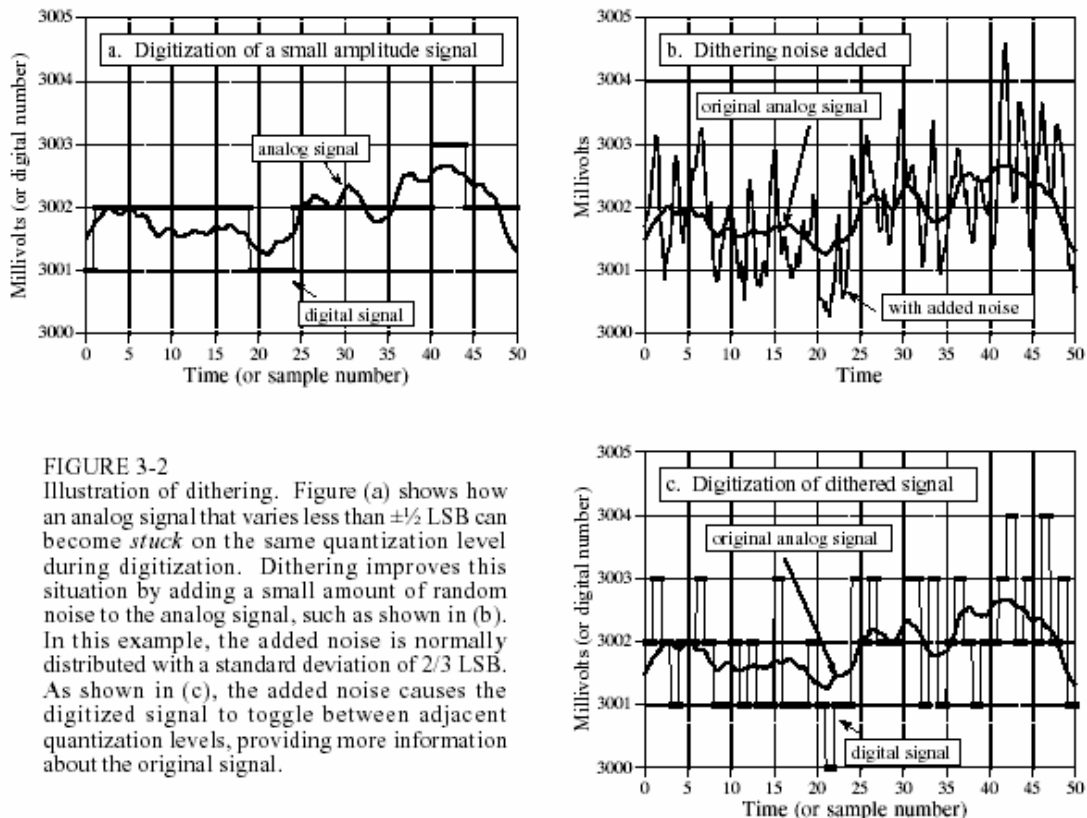 a. Digitization of a small amplitude signal
3005
3004
3003
3002
3001
3000
Millivolts (or digital number)
analog signal
digital signal
0 5 10 15 20 25 30 35 40 45 50
Time (or sample number)
b. Dithering noise added
3005
3004
3003
3002
3001
3000
Millivolts
original analog signal
with added noise
0 5 10 15 20 25 30 35 40 45 50
Time
FIGURE 3-2
Illustration of dithering. Figure (a) shows how
an analog signal that varies less than ±½ LSB can
become stuck on the same quantization level
during digitization. Dithering improves this
situation by adding a small amount of random
noise to the analog signal, such as shown in (b).
In this example, the added noise is normally
distributed with a standard deviation of 2/3 LSB.
As shown in (c), the added noise causes the
digitized signal to toggle between adjacent
quantization levels, providing more information
about the original signal.
c. Digitization of dithered signal
3005
3004
3003
3002
3001
3000
Millivolts (or digital number)
original analog signal
digital signal
0 5 10 15 20 25 30 35 40 45 50
Time (or sample number)